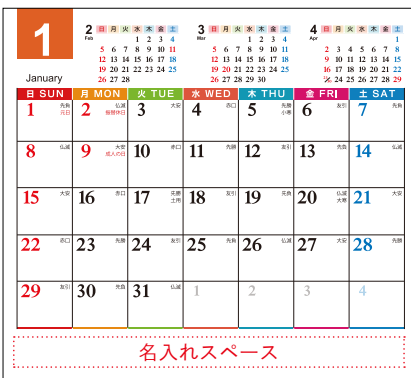 1
January
2 日 月 火 水 木 金 土
Feb 1 2 3 4
5 6 7 8 9 10 11
12 13 14 15 16 17 18
19 20 21 22 23 24 25
26 27 28
3 日 月 火 水 木 金 土
Mar 1 2 3 4
5 6 7 8 9 10 11
12 13 14 15 16 17 18
19 20 21 22 23 24 25
26 27 28 29 30 31
4 日 月 火 水 木 金 土
Apr 1
2 3 4 5 6 7 8
9 10 11 12 13 14 15
16 17 18 19 20 21 22
23/30 24 25 26 27 28 29
日 SUN 月 MON 火 TUE 水 WED 木 THU 金 FRI 土 SAT
1 先負 元日 2 仏滅 振替休日 3 大安 4 赤口 5 先勝 小寒 6 友引 7 先負
8 仏滅 9 大安 成人の日 10 赤口 11 先勝 12 友引 13 先負 14 仏滅
15 大安 16 赤口 17 先勝 土用 18 友引 19 先負 20 仏滅 大寒 21 大安
22 赤口 23 先勝 24 友引 25 先負 26 仏滅 27 大安 28 先勝
29 友引 30 先負 31 仏滅 1 2 3 4
名入れスペース